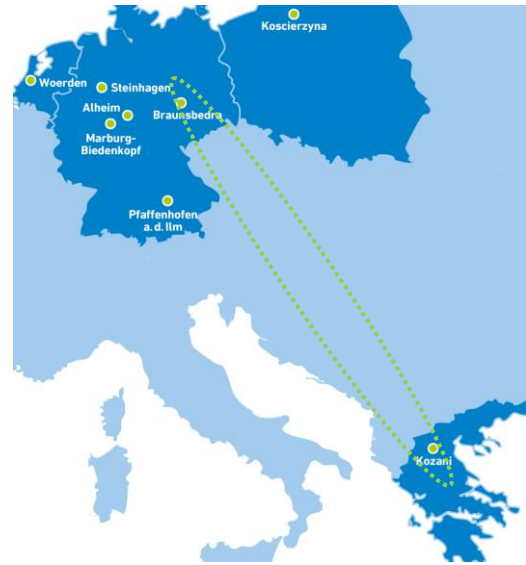 Koscierzyna
Woerden
Steinhagen
Alheim
Braunsbedra
Marburg-
Biedenkopf
Pfaffenhofen
a. d. Ilm
Kozani